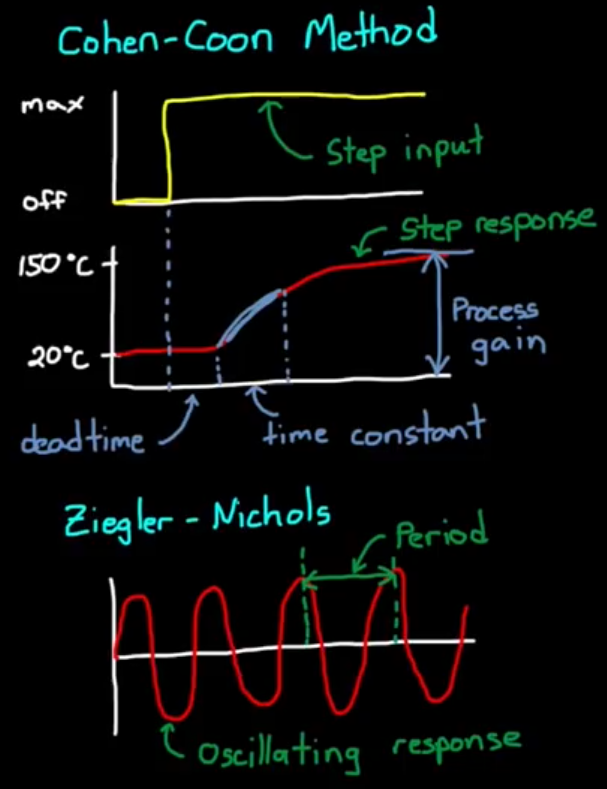 Cohen-Coon Method
max
Step input
off
Step response
150°C
Process
gain
20°C
deadtime
time constant
Ziegler-Nichols
Period
Oscillating response